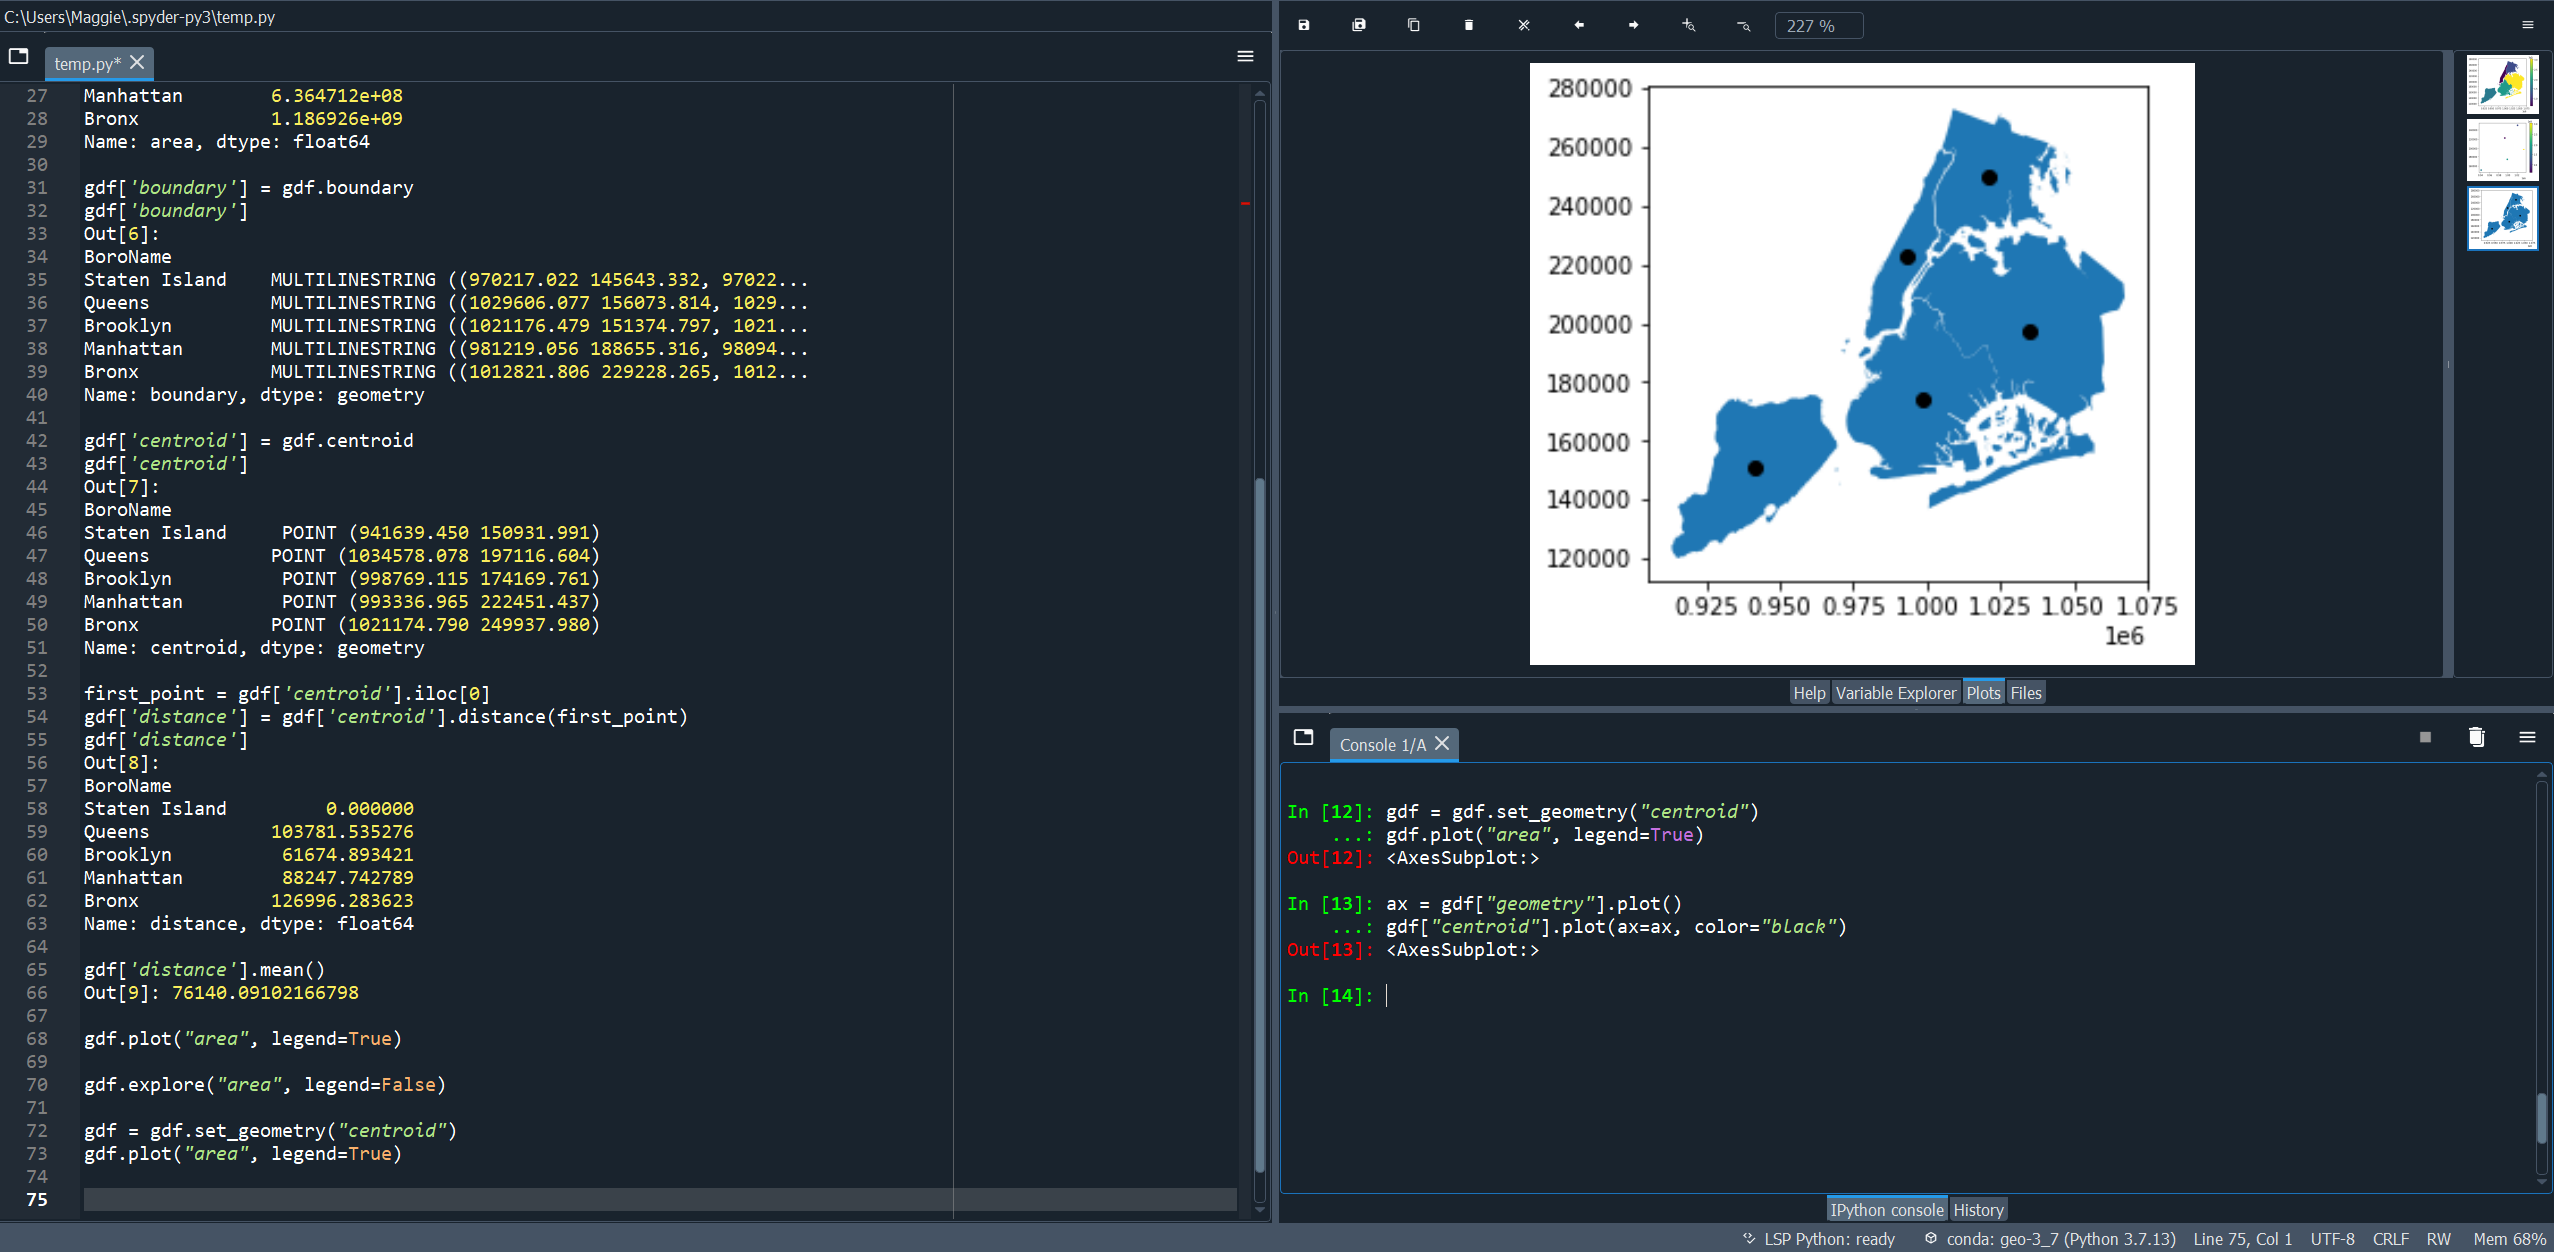 C:\Users\Maggie\.spyder-py3\temp.py
temp.py*
27 Manhattan        6.364712e+08
28 Bronx            1.186926e+09
29 Name: area, dtype: float64
30
31 gdf['boundary'] = gdf.boundary
32 gdf['boundary']
33 Out[6]:
34 BoroName
35 Staten Island    MULTILINESTRING ((970217.022 145643.332, 97022...
36 Queens           MULTILINESTRING ((1029606.077 156073.814, 1029...
37 Brooklyn         MULTILINESTRING ((1021176.479 151374.797, 1021...
38 Manhattan        MULTILINESTRING ((981219.056 188655.316, 98094...
39 Bronx            MULTILINESTRING ((1012821.806 229228.265, 1012...
40 Name: boundary, dtype: geometry
41
42 gdf['centroid'] = gdf.centroid
43 gdf['centroid']
44 Out[7]:
45 BoroName
46 Staten Island     POINT (941639.450 150931.991)
47 Queens           POINT (1034578.078 197116.604)
48 Brooklyn          POINT (998769.115 174169.761)
49 Manhattan         POINT (993336.965 222451.437)
50 Bronx            POINT (1021174.790 249937.980)
51 Name: centroid, dtype: geometry
52
53 first_point = gdf['centroid'].iloc[0]
54 gdf['distance'] = gdf['centroid'].distance(first_point)
55 gdf['distance']
56 Out[8]:
57 BoroName
58 Staten Island         0.000000
59 Queens           103781.535276
60 Brooklyn          61674.893421
61 Manhattan         88247.742789
62 Bronx            126996.283623
63 Name: distance, dtype: float64
64
65 gdf['distance'].mean()
66 Out[9]: 76140.09102166798
67
68 gdf.plot("area", legend=True)
69
70 gdf.explore("area", legend=False)
71
72 gdf = gdf.set_geometry("centroid")
73 gdf.plot("area", legend=True)
74
75
227 %
280000
260000
240000
220000
200000
180000
160000
140000
120000
0.925 0.950 0.975 1.000 1.025 1.050 1.075
1e6
Help Variable Explorer Plots Files
Console 1/A
In [12]: gdf = gdf.set_geometry("centroid")
    ...: gdf.plot("area", legend=True)
Out[12]: <AxesSubplot:>
In [13]: ax = gdf["geometry"].plot()
    ...: gdf["centroid"].plot(ax=ax, color="black")
Out[13]: <AxesSubplot:>
In [14]:
IPython console History
LSP Python: ready conda: geo-3_7 (Python 3.7.13) Line 75, Col 1 UTF-8 CRLF RW Mem 68%